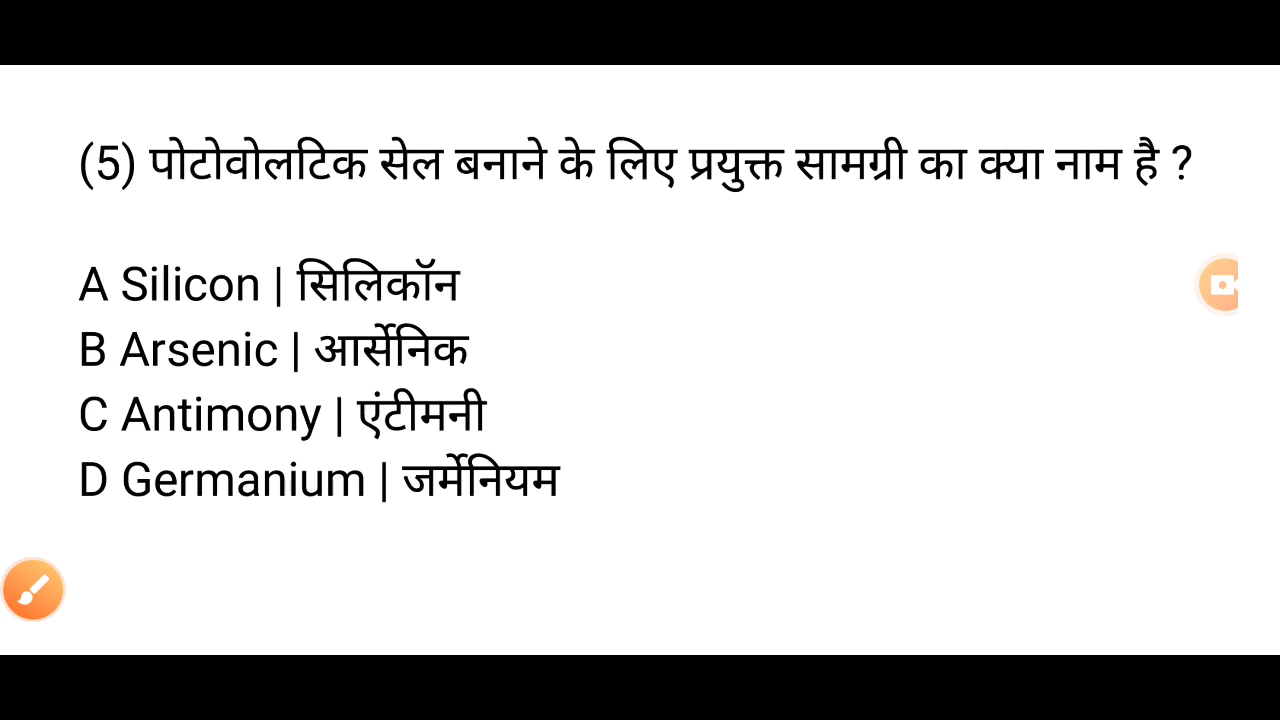 (5) पोटोवोलटिक सेल बनाने के लिए प्रयुक्त सामग्री का क्या नाम है ?
A Silicon | सिलिकॉन
B Arsenic | आर्सेनिक
C Antimony | एंटीमनी
D Germanium | जर्मेनियम